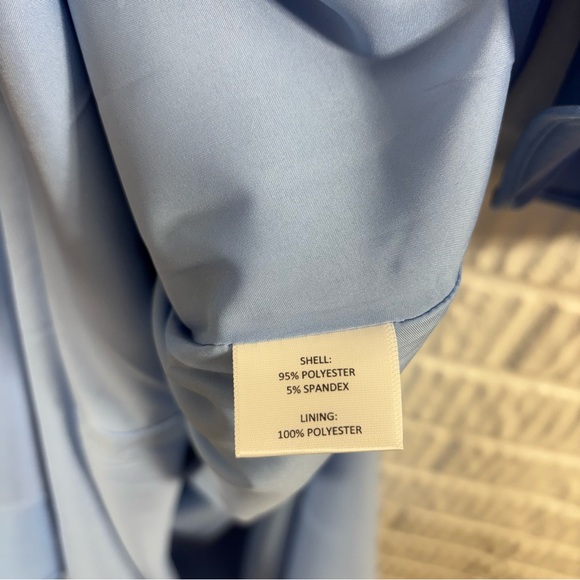 SHELL:
95% POLYESTER
5% SPANDEX
LINING:
100% POLYESTER